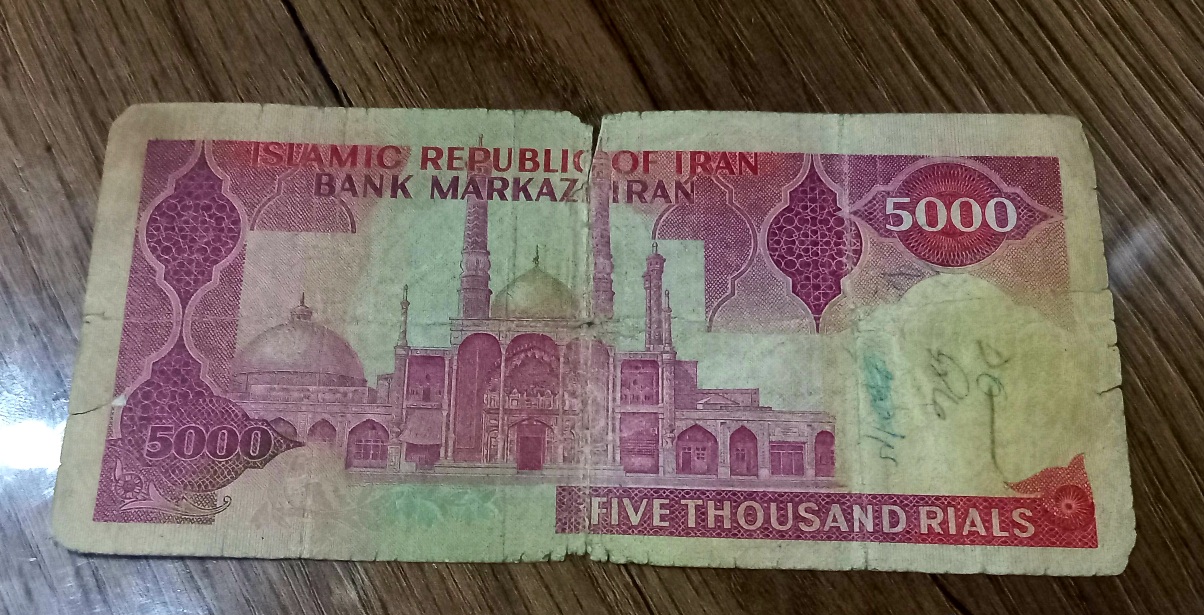 ISLAMIC REPUBLIC OF IRAN
BANK MARKAZI IRAN
5000
5000
FIVE THOUSAND RIALS